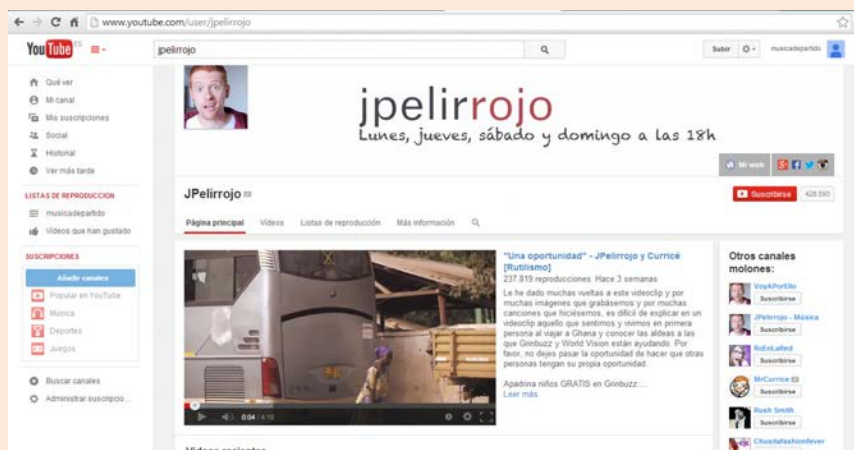 www.youtube.com/user/jpelirrojo
YouTube ES
jpelirrojo
Subir
musicadepartido
Qué ver
Mi canal
Mis suscripciones
Social
Historial
Ver más tarde
LISTAS DE REPRODUCCIÓN
musicadepartido
Vídeos que han gustado
SUSCRIPCIONES
Añadir canales
Popular en YouTube
Música
Deportes
Juegos
Buscar canales
Administrar suscripcio...
jpelirrojo
Lunes, jueves, sábado y domingo a las 18h
Mi web
JPelirrojo
Suscribirse 428.593
Página principal Vídeos Listas de reproducción Más información
0:04 / 4:10
"Una oportunidad" - JPelirrojo y Curricé
[Rutilismo]
237.819 reproducciones Hace 3 semanas
Le he dado muchas vueltas a este videoclip y por
muchas imágenes que grabásemos y por muchas
canciones que hiciésemos, es difícil de explicar en un
videoclip aquello que sentimos y vivimos en primera
persona al viajar a Ghana y conocer las aldeas a las
que Grinbuzz y World Vision están ayudando. Por
favor, no dejes pasar la oportunidad de hacer que otras
personas tengan su propia oportunidad.
Apadrina niños GRATIS en Grinbuzz:...
Leer más
Otros canales
molones:
VoyAPorEllo
Suscribirse
JPelirrojo - Música
Suscribirse
RoEnLaRed
Suscribirse
MrCurrice
Suscribirse
Rush Smith
Suscribirse
Chusitafashionfever
Vídeos recientes